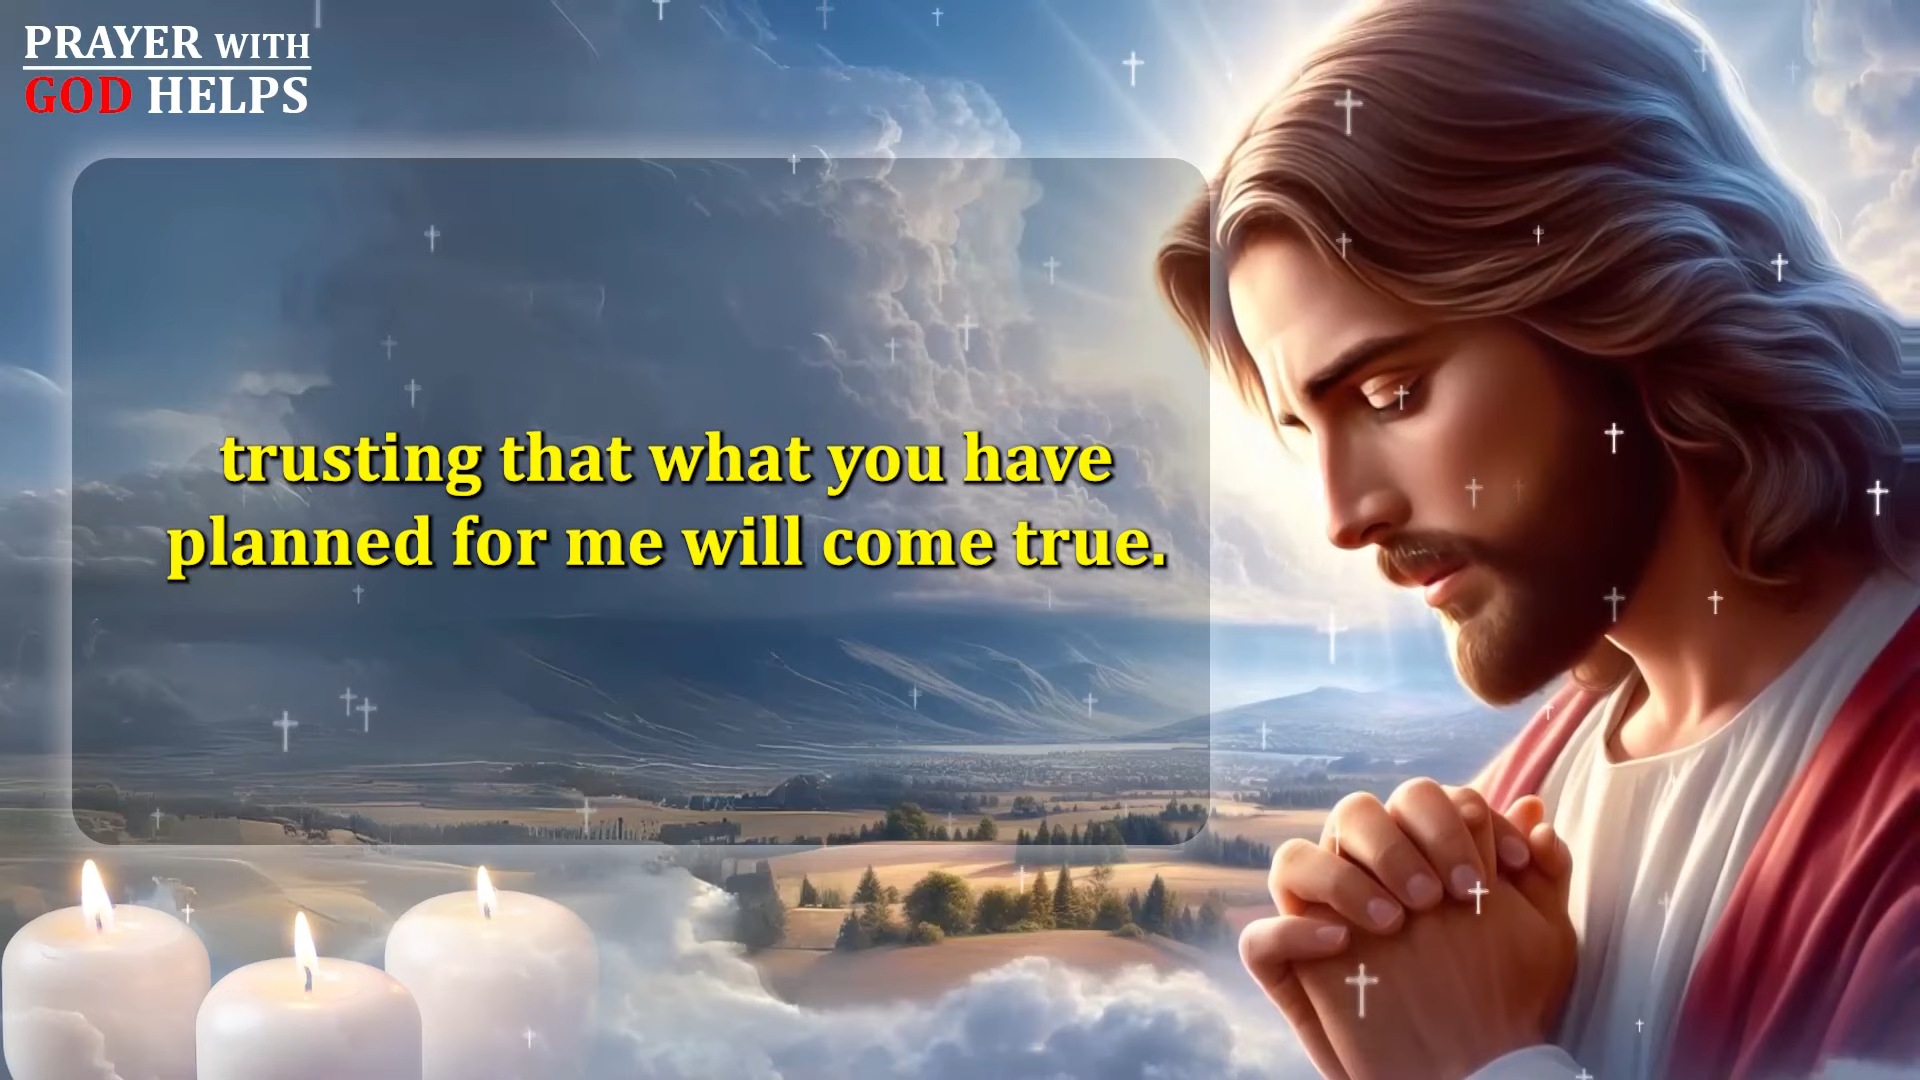 PRAYER WITH
GOD HELPS
trusting that what you have
planned for me will come true.